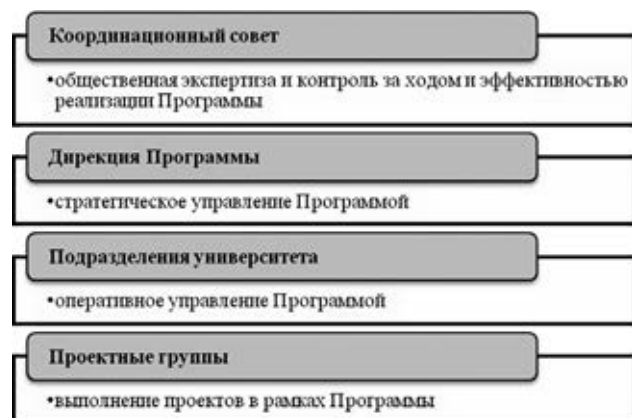 Координационный совет
•общественная экспертиза и контроль за ходом и эффективностью
реализации Программы
Дирекция Программы
•стратегическое управление Программой
Подразделения университета
•оперативное управление Программой
Проектные группы
•выполнение проектов в рамках Программы